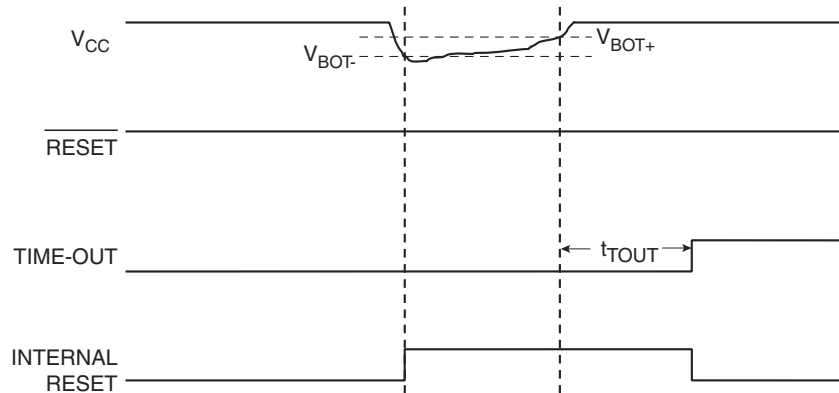 VCC
VBOT-
VBOT+
RESET
TIME-OUT
tTOUT
INTERNAL
RESET